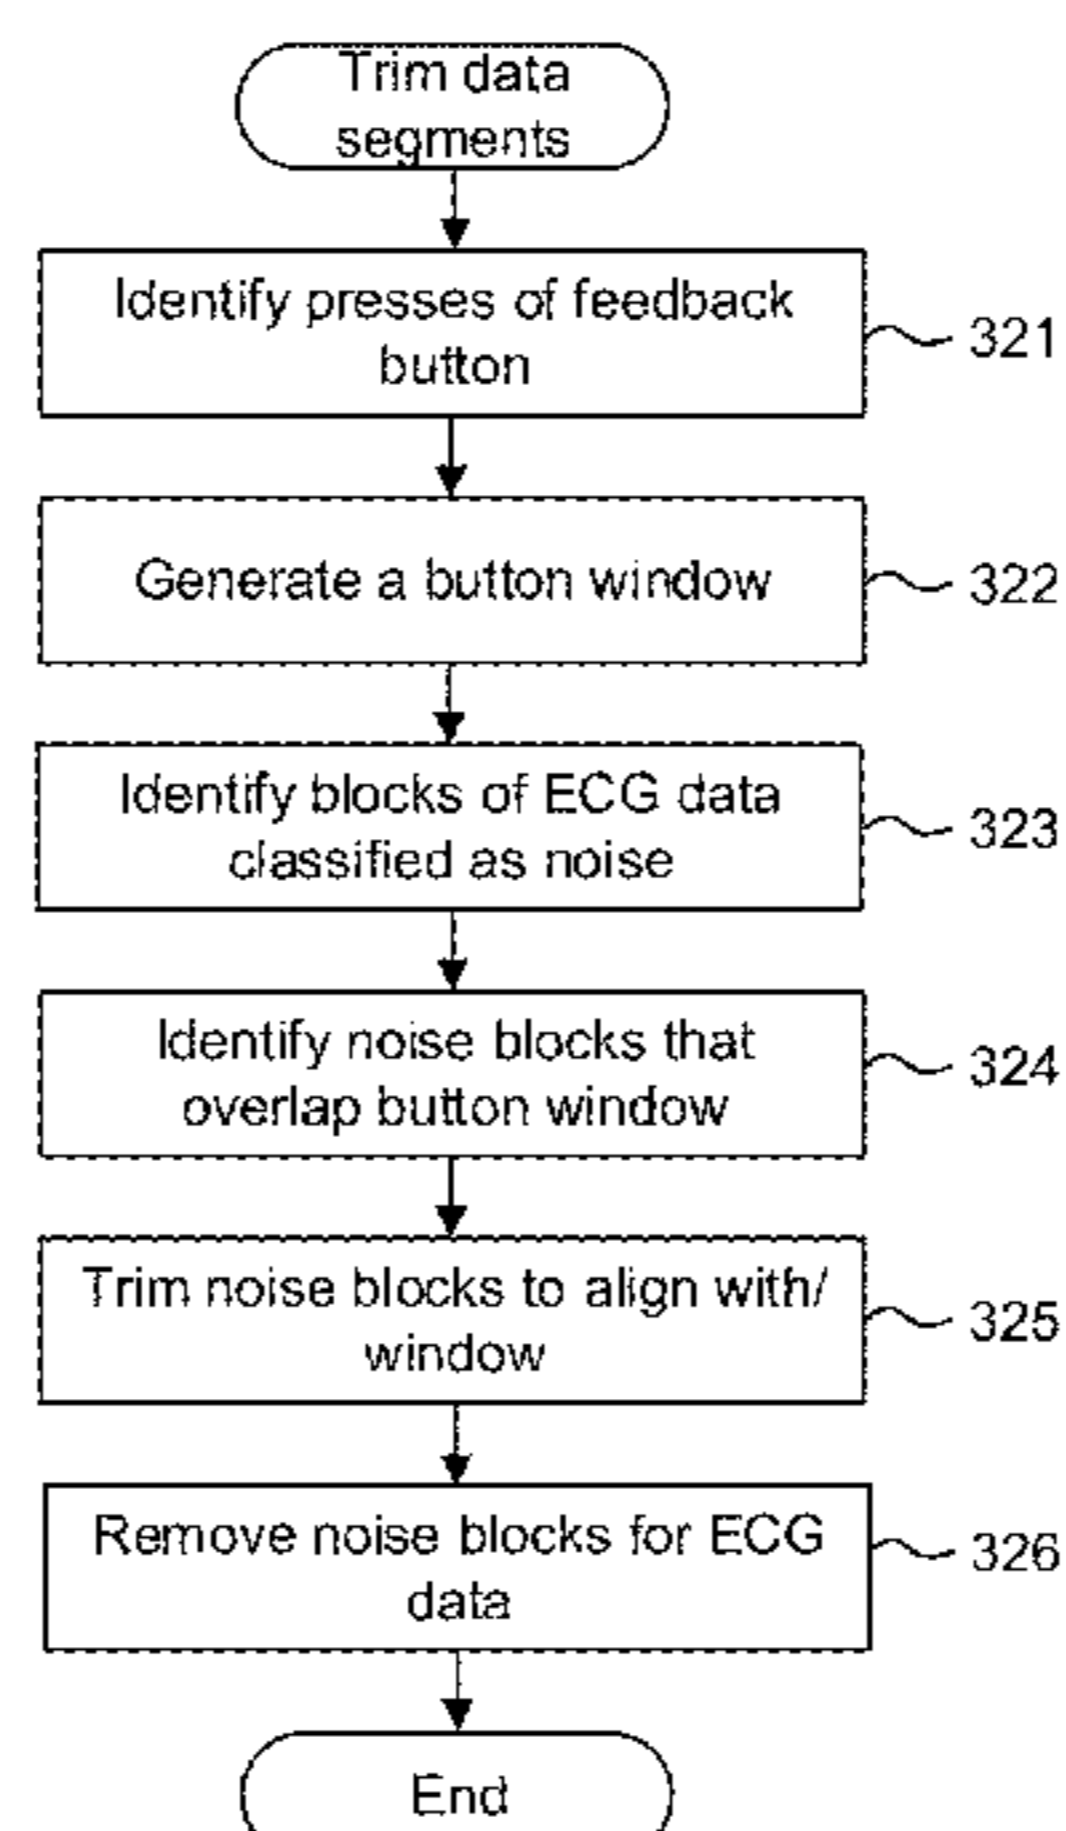 Trim data
segments
Identify presses of feedback
button
321
Generate a button window
322
Identify blocks of ECG data
classified as noise
323
Identify noise blocks that
overlap button window
324
Trim noise blocks to align with/
window
325
Remove noise blocks for ECG
data
326
End